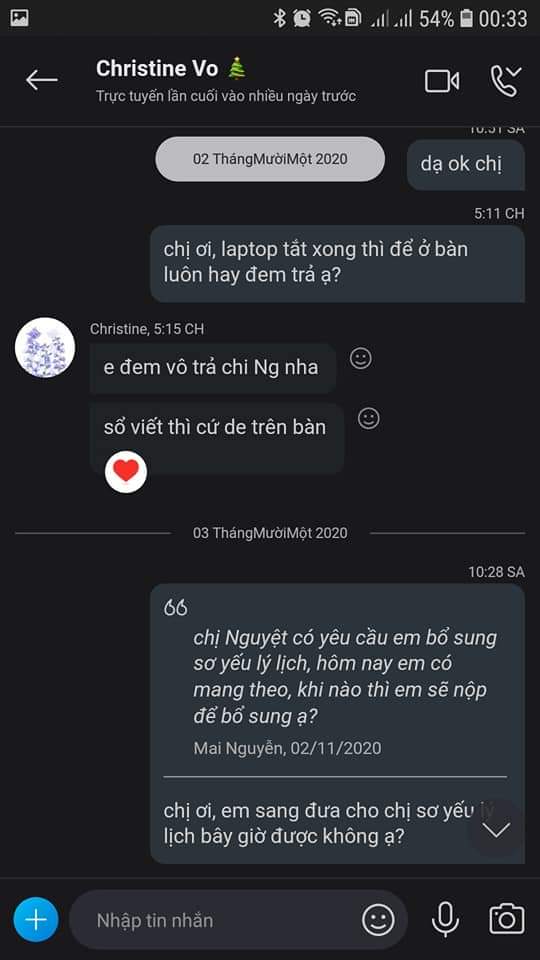 54% 00:33
Christine Vo
Trực tuyến lần cuối vào nhiều ngày trước
10:51 SA
02 ThángMườiMột 2020
dạ ok chị
5:11 CH
chị ơi, laptop tắt xong thì để ở bàn
luôn hay đem trả ạ?
Christine, 5:15 CH
e đem vô trả chi Ng nha
sổ viết thì cứ de trên bàn
03 ThángMườiMột 2020
10:28 SA
chị Nguyệt có yêu cầu em bổ sung
sơ yếu lý lịch, hôm nay em có
mang theo, khi nào thì em sẽ nộp
để bổ sung ạ?
Mai Nguyễn, 02/11/2020
chị ơi, em sang đưa cho chị sơ yếu lý
lịch bây giờ được không ạ?
Nhập tin nhắn